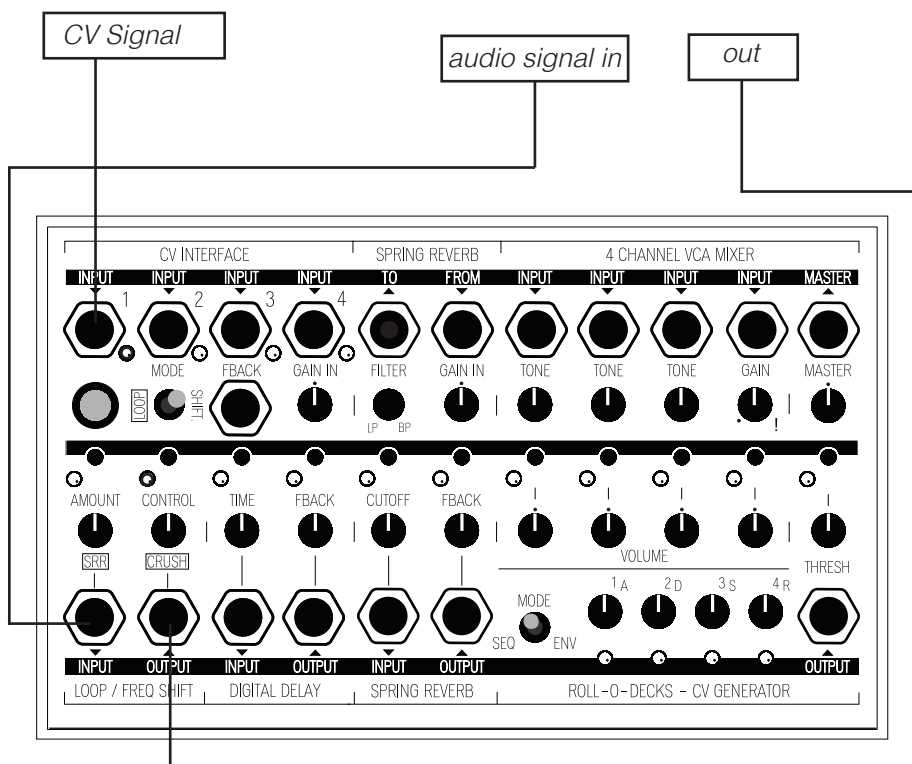 CV Signal
audio signal in
out
CV INTERFACE SPRING REVERB 4 CHANNEL VCA MIXER
INPUT INPUT INPUT INPUT TO FROM INPUT INPUT INPUT INPUT MASTER
1 2 3 4
MODE FBACK GAIN IN FILTER GAIN IN TONE TONE TONE GAIN MASTER
LOOP SHIFT.
LP BP !
AMOUNT CONTROL TIME FBACK CUTOFF FBACK
VOLUME
SRR CRUSH THRESH
1 A 2 D 3 S 4 R
MODE
SEQ ENV
INPUT OUTPUT INPUT OUTPUT INPUT OUTPUT OUTPUT
LOOP / FREQ SHIFT DIGITAL DELAY SPRING REVERB ROLL-O-DECKS - CV GENERATOR